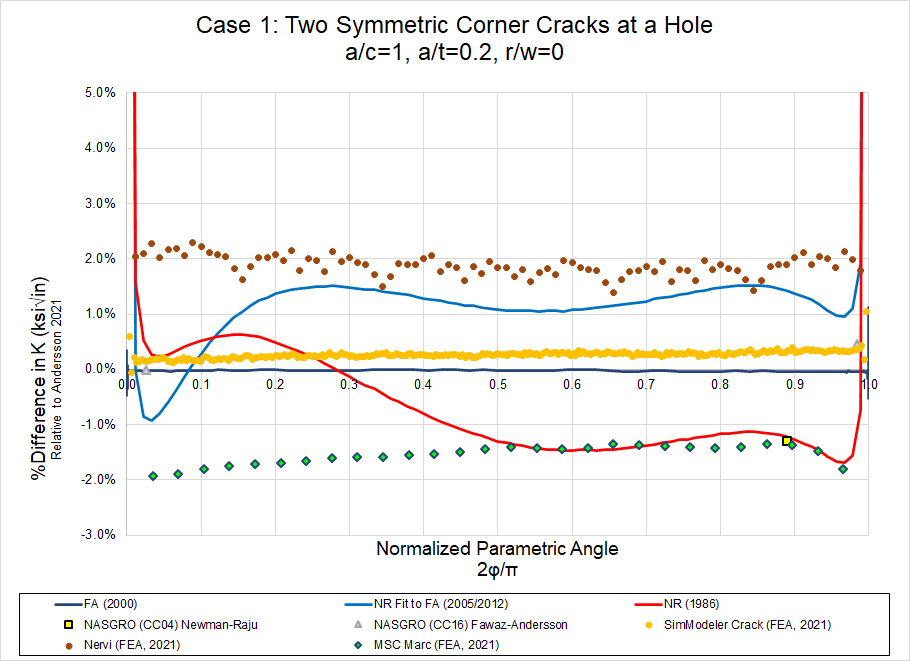 Case 1: Two Symmetric Corner Cracks at a Hole
a/c=1, a/t=0.2, r/w=0
5.0%
4.0%
3.0%
2.0%
1.0%
0.0%
-1.0%
-2.0%
-3.0%
%Difference in K (ksi√in)
Relative to Andersson 2021
0.0 0.1 0.2 0.3 0.4 0.5 0.6 0.7 0.8 0.9 1.0
Normalized Parametric Angle
2φ/π
FA (2000) NR Fit to FA (2005/2012) NR (1986)
NASGRO (CC04) Newman-Raju NASGRO (CC16) Fawaz-Andersson SimModeler Crack (FEA, 2021)
Nervi (FEA, 2021) MSC Marc (FEA, 2021)